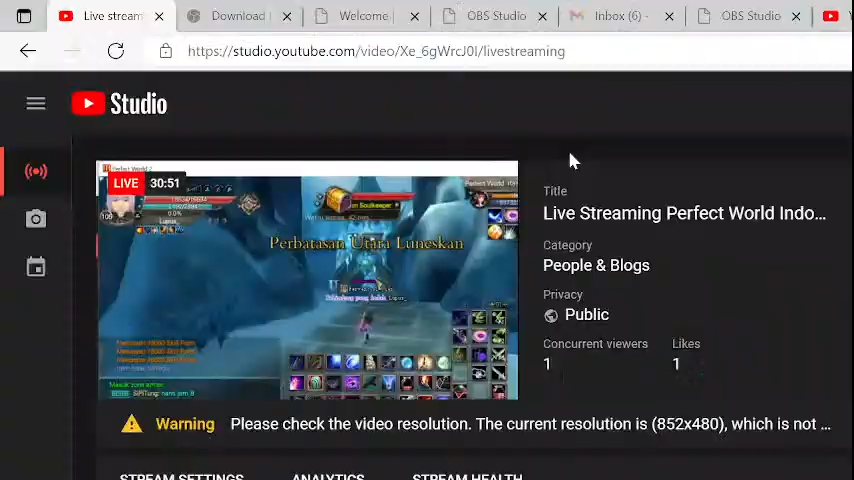 Live stream
Download
Welcome
OBS Studio
Inbox (6) -
OBS Studio
https://studio.youtube.com/video/Xe_6gWrcJ0I/livestreaming
Studio
Perfect World
LIVE 30:51
Title
Live Streaming Perfect World Indo...
Category
People & Blogs
Privacy
Public
Concurrent viewers
1
Likes
1
Perbatasan Utara Luneskan
Warning Please check the video resolution. The current resolution is (852x480), which is not ...
STREAM SETTINGS ANALYTICS STREAM HEALTH